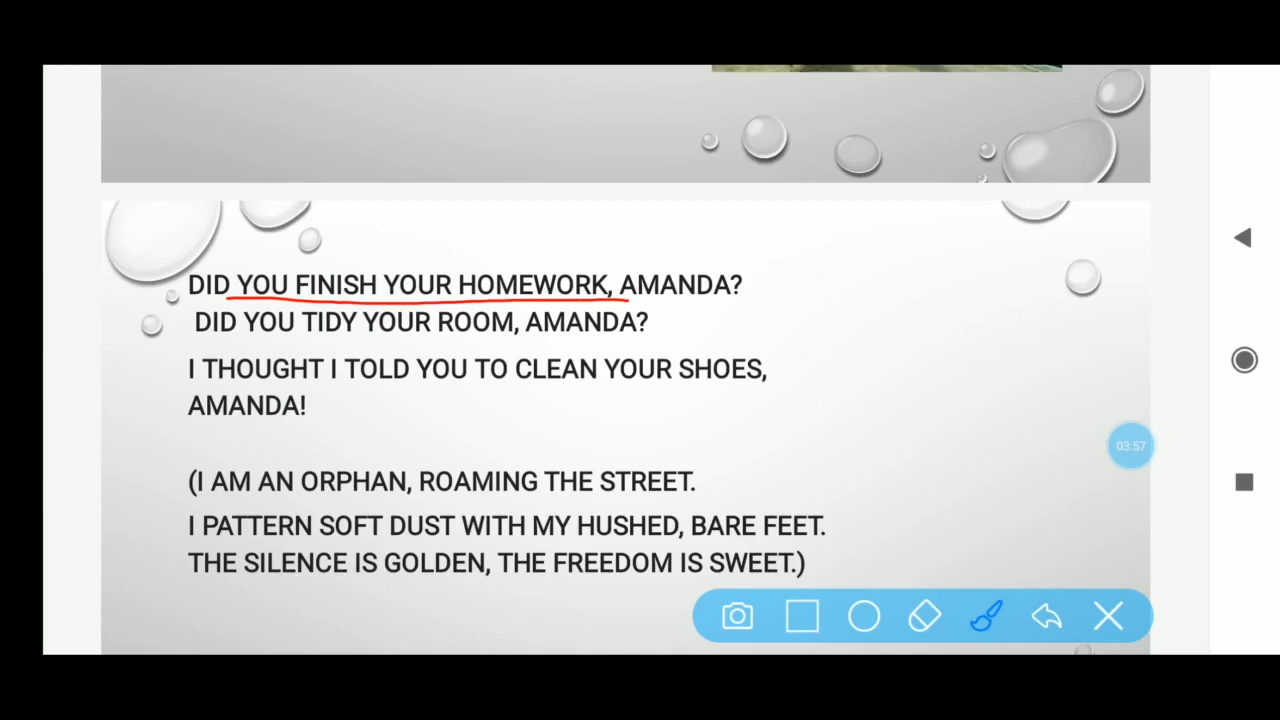 DID YOU FINISH YOUR HOMEWORK, AMANDA?
DID YOU TIDY YOUR ROOM, AMANDA?
I THOUGHT I TOLD YOU TO CLEAN YOUR SHOES,
AMANDA!
(I AM AN ORPHAN, ROAMING THE STREET.
I PATTERN SOFT DUST WITH MY HUSHED, BARE FEET.
THE SILENCE IS GOLDEN, THE FREEDOM IS SWEET.)
03:57